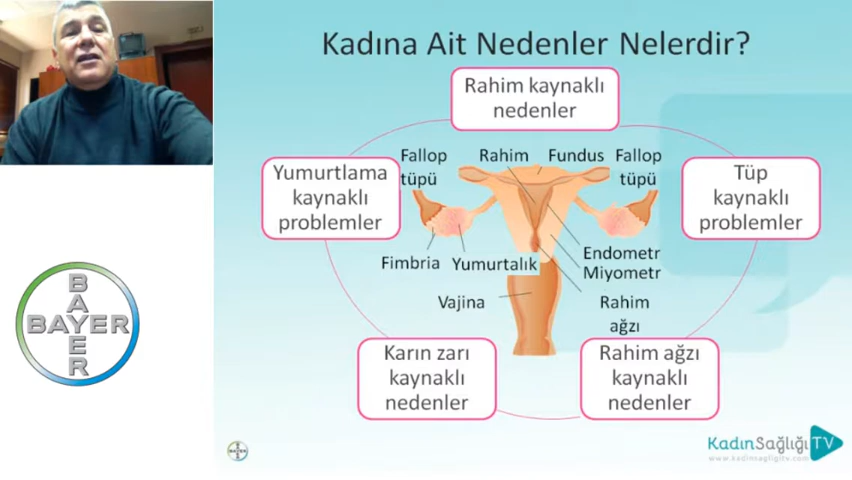 Kadına Ait Nedenler Nelerdir?
Rahim kaynaklı
nedenler
Yumurtlama
kaynaklı
problemler
Fallop
tüpü
Rahim
Fundus
Fallop
tüpü
Tüp
kaynaklı
problemler
Fimbria
Yumurtalık
Endometr
Miyometr
Vajina
Rahim
ağzı
Karın zarı
kaynaklı
nedenler
Rahim ağzı
kaynaklı
nedenler
BAYER
BAYER
BAYER
KadınSağlığıTV
www.kadinsagligitv.com